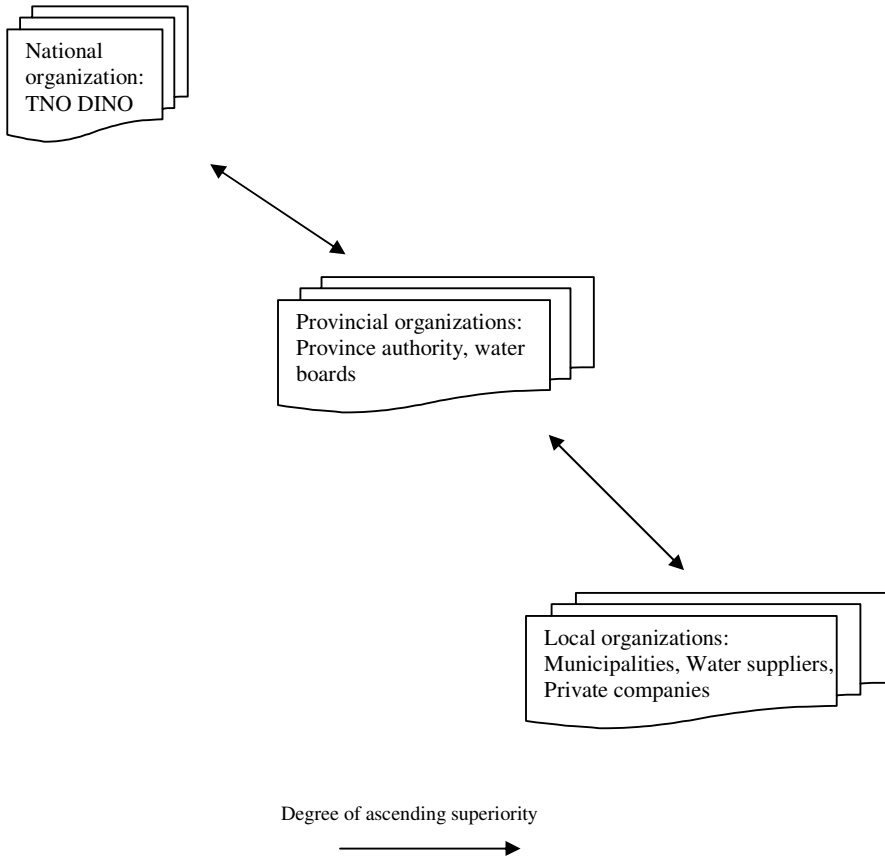 National
organization:
TNO DINO
Provincial organizations:
Province authority, water
boards
Local organizations:
Municipalities, Water suppliers,
Private companies
Degree of ascending superiority